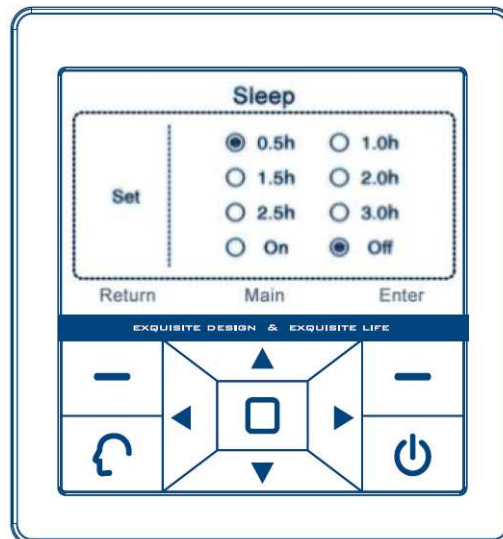 Sleep
Set
0.5h 1.0h
1.5h 2.0h
2.5h 3.0h
On Off
Return Main Enter
EXQUISITE DESIGN & EXQUISITE LIFE